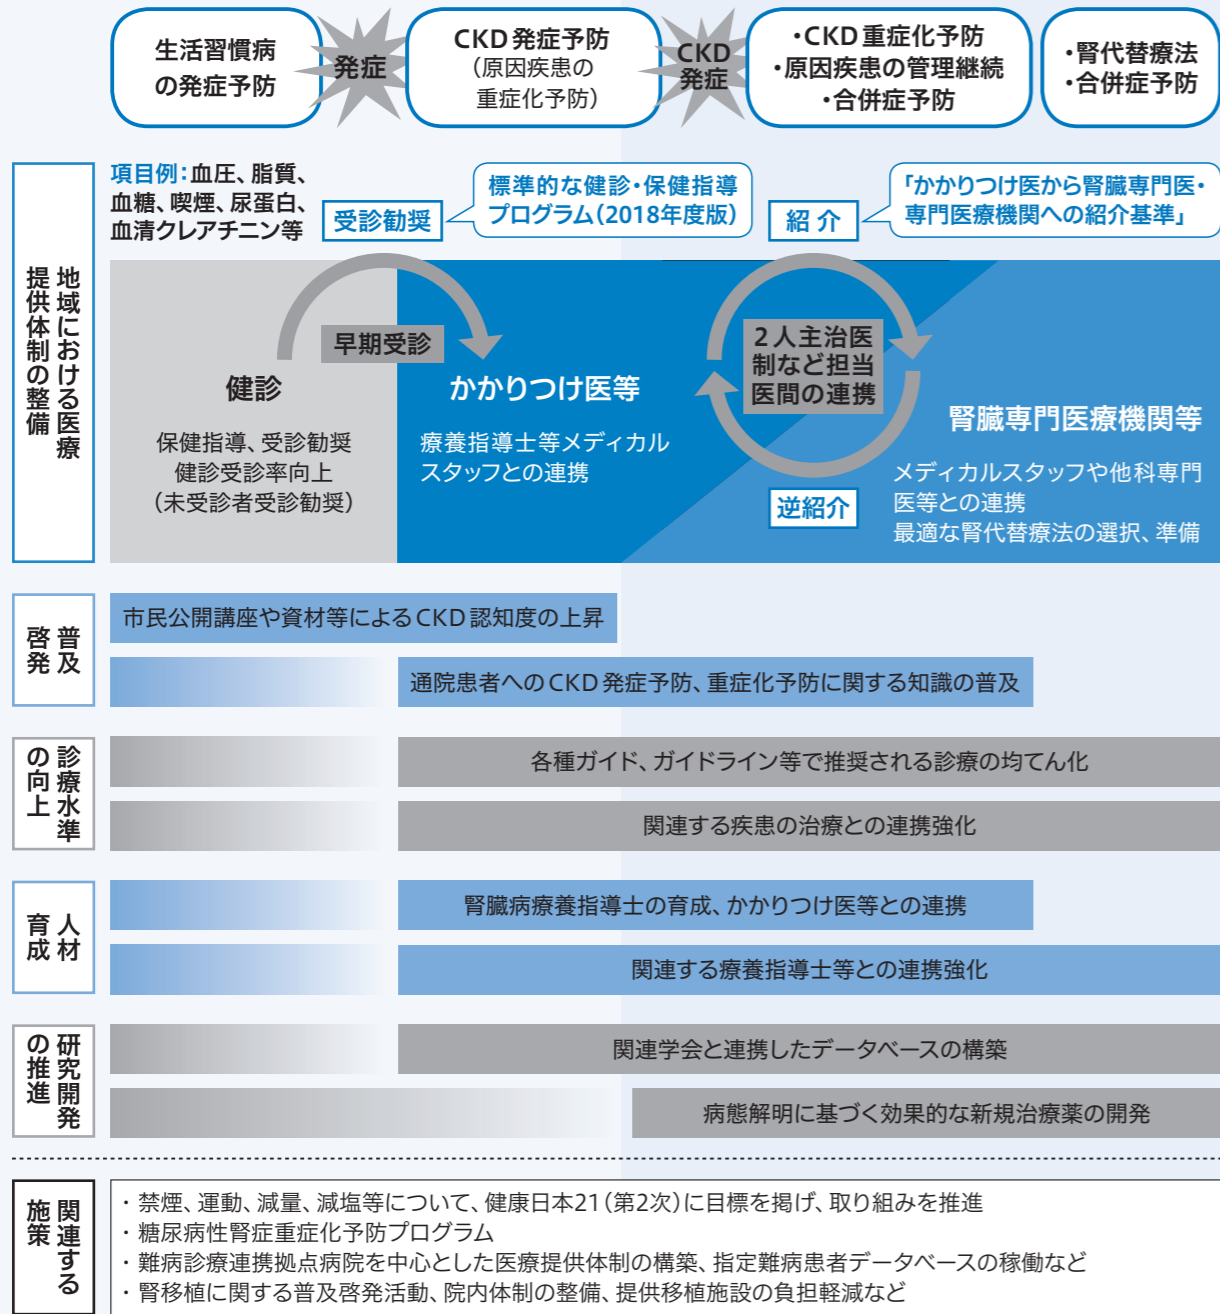 生活習慣病
の発症予防
発症
CKD発症予防
（原因疾患の
重症化予防）
CKD
発症
・CKD重症化予防
・原因疾患の管理継続
・合併症予防
・腎代替療法
・合併症予防
地域における医療
提供体制の整備
項目例：血圧、脂質、
血糖、喫煙、尿蛋白、
血清クレアチニン等
受診勧奨
標準的な健診・保健指導
プログラム（2018年度版）
紹介
「かかりつけ医から腎臓専門医・
専門医療機関への紹介基準」
早期受診
健診
保健指導、受診勧奨
健診受診率向上
（未受診者受診勧奨）
かかりつけ医等
療養指導士等メディカル
スタッフとの連携
2人主治医
制など担当
医間の連携
逆紹介
腎臓専門医療機関等
メディカルスタッフや他科専門
医等との連携
最適な腎代替療法の選択、準備
普及
啓発
市民公開講座や資材等によるCKD認知度の上昇
通院患者へのCKD発症予防、重症化予防に関する知識の普及
診療水準
の向上
各種ガイド、ガイドライン等で推奨される診療の均てん化
関連する疾患の治療との連携強化
人材
育成
腎臓病療養指導士の育成、かかりつけ医等との連携
関連する療養指導士等との連携強化
研究開発
の推進
関連学会と連携したデータベースの構築
病態解明に基づく効果的な新規治療薬の開発
関連する
施策
・禁煙、運動、減量、減塩等について、健康日本21（第2次）に目標を掲げ、取り組みを推進
・糖尿病性腎症重症化予防プログラム
・難病診療連携拠点病院を中心とした医療提供体制の構築、指定難病患者データベースの稼働など
・腎移植に関する普及啓発活動、院内体制の整備、提供移植施設の負担軽減など